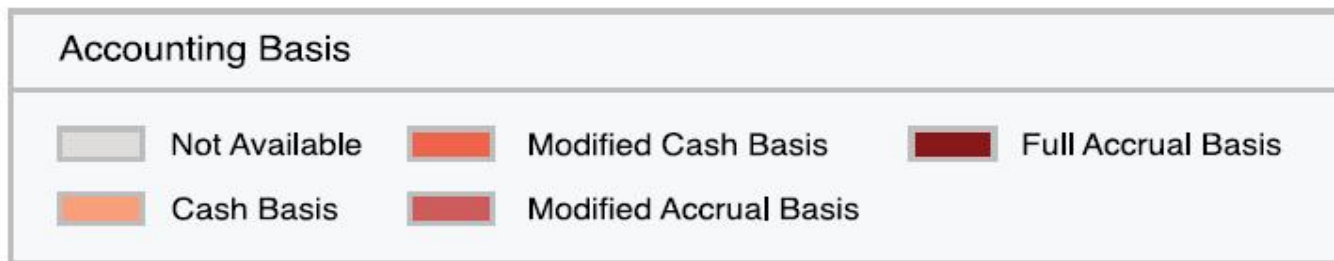 Accounting Basis
Not Available
Modified Cash Basis
Full Accrual Basis
Cash Basis
Modified Accrual Basis